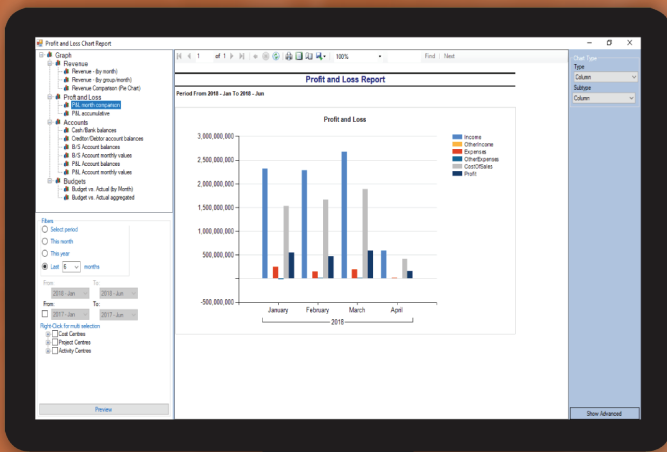 Profit and Loss Chart Report
Graph
Revenue
Revenue - (by month)
Revenue - (by group/month)
Revenue Comparison (Pie Chart)
Profit and Loss
P&L month comparison
P&L accumulative
Accounts
Cash/Bank balances
Creditor/Debtor account balances
B/S Account balances
B/S Account monthly values
P&L Account balances
P&L Account monthly values
Budgets
Budget vs. Actual (by Month)
Budget vs. Actual aggregated
Filters
Select period
This month
This year
Last 6 months
From: To:
2018 - Jan 2018 - Jun
From: To:
2017 - Jan 2017 - Jun
Right-Click for multi selection
Cost Centres
Project Centres
Activity Centres
Preview
1 of 1 100% Find | Next
Profit and Loss Report
Period From 2018 - Jan To 2018 - Jun
Profit and Loss
3,000,000,000
2,500,000,000
2,000,000,000
1,500,000,000
1,000,000,000
500,000,000
-500,000,000
January February March April
2018
Income
OtherIncome
Expenses
OtherExpenses
CostOfSales
Profit
Chart Type
Type
Column
Subtype
Column
Show Advanced